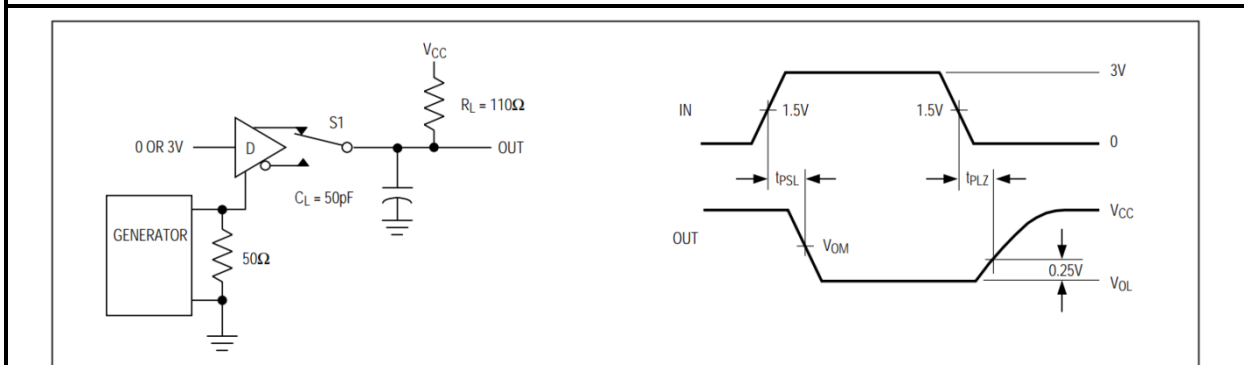 VCC
RL = 110Ω
S1
0 OR 3V
D
OUT
CL = 50pF
GENERATOR
50Ω
3V
IN
1.5V
1.5V
0
tPSL
tPLZ
VCC
OUT
VOM
0.25V
VOL